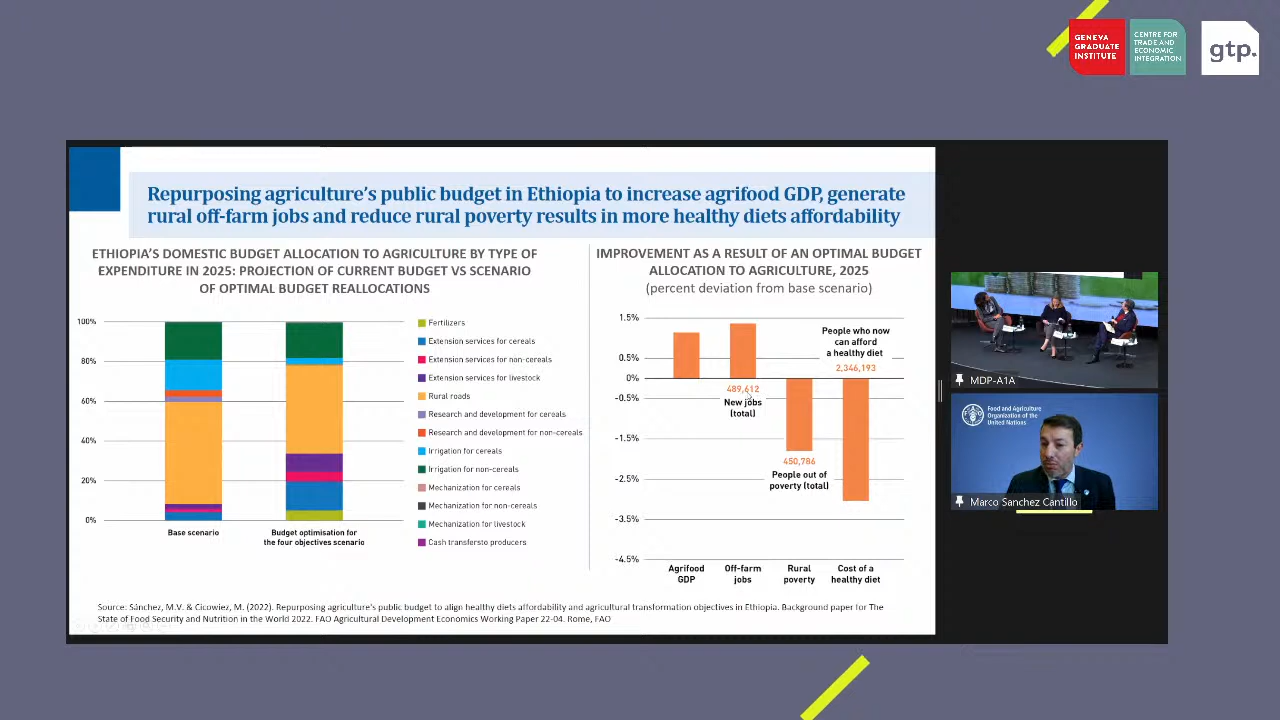 GENEVA
GRADUATE
INSTITUTE
CENTRE FOR
TRADE AND
ECONOMIC
INTEGRATION
gtp.
Repurposing agriculture's public budget in Ethiopia to increase agrifood GDP, generate
rural off-farm jobs and reduce rural poverty results in more healthy diets affordability
ETHIOPIA'S DOMESTIC BUDGET ALLOCATION TO AGRICULTURE BY TYPE OF
EXPENDITURE IN 2025: PROJECTION OF CURRENT BUDGET VS SCENARIO
OF OPTIMAL BUDGET REALLOCATIONS
100%
80%
60%
40%
20%
0%
Base scenario
Budget optimisation for
the four objectives scenario
Fertilizers
Extension services for cereals
Extension services for non-cereals
Extension services for livestock
Rural roads
Research and development for cereals
Research and development for non-cereals
Irrigation for cereals
Irrigation for non-cereals
Mechanization for cereals
Mechanization for non-cereals
Mechanization for livestock
Cash transfersto producers
IMPROVEMENT AS A RESULT OF AN OPTIMAL BUDGET
ALLOCATION TO AGRICULTURE, 2025
(percent deviation from base scenario)
1.5%
0.5%
0%
-0.5%
-1.5%
-2.5%
-3.5%
-4.5%
People who now
can afford
a healthy diet
2,346,193
489,612
New jobs
(total)
450,786
People out of
poverty (total)
Agrifood
GDP
Off-farm
jobs
Rural
poverty
Cost of a
healthy diet
Source: Sánchez, M.V. & Cicowiez, M. (2022). Repurposing agriculture's public budget to align healthy diets affordability and agricultural transformation objectives in Ethiopia. Background paper for The
State of Food Security and Nutrition in the World 2022. FAO Agricultural Development Economics Working Paper 22-04. Rome, FAO
MDP-A1A
Food and Agriculture
Organization of the
United Nations
Marco Sanchez Cantillo